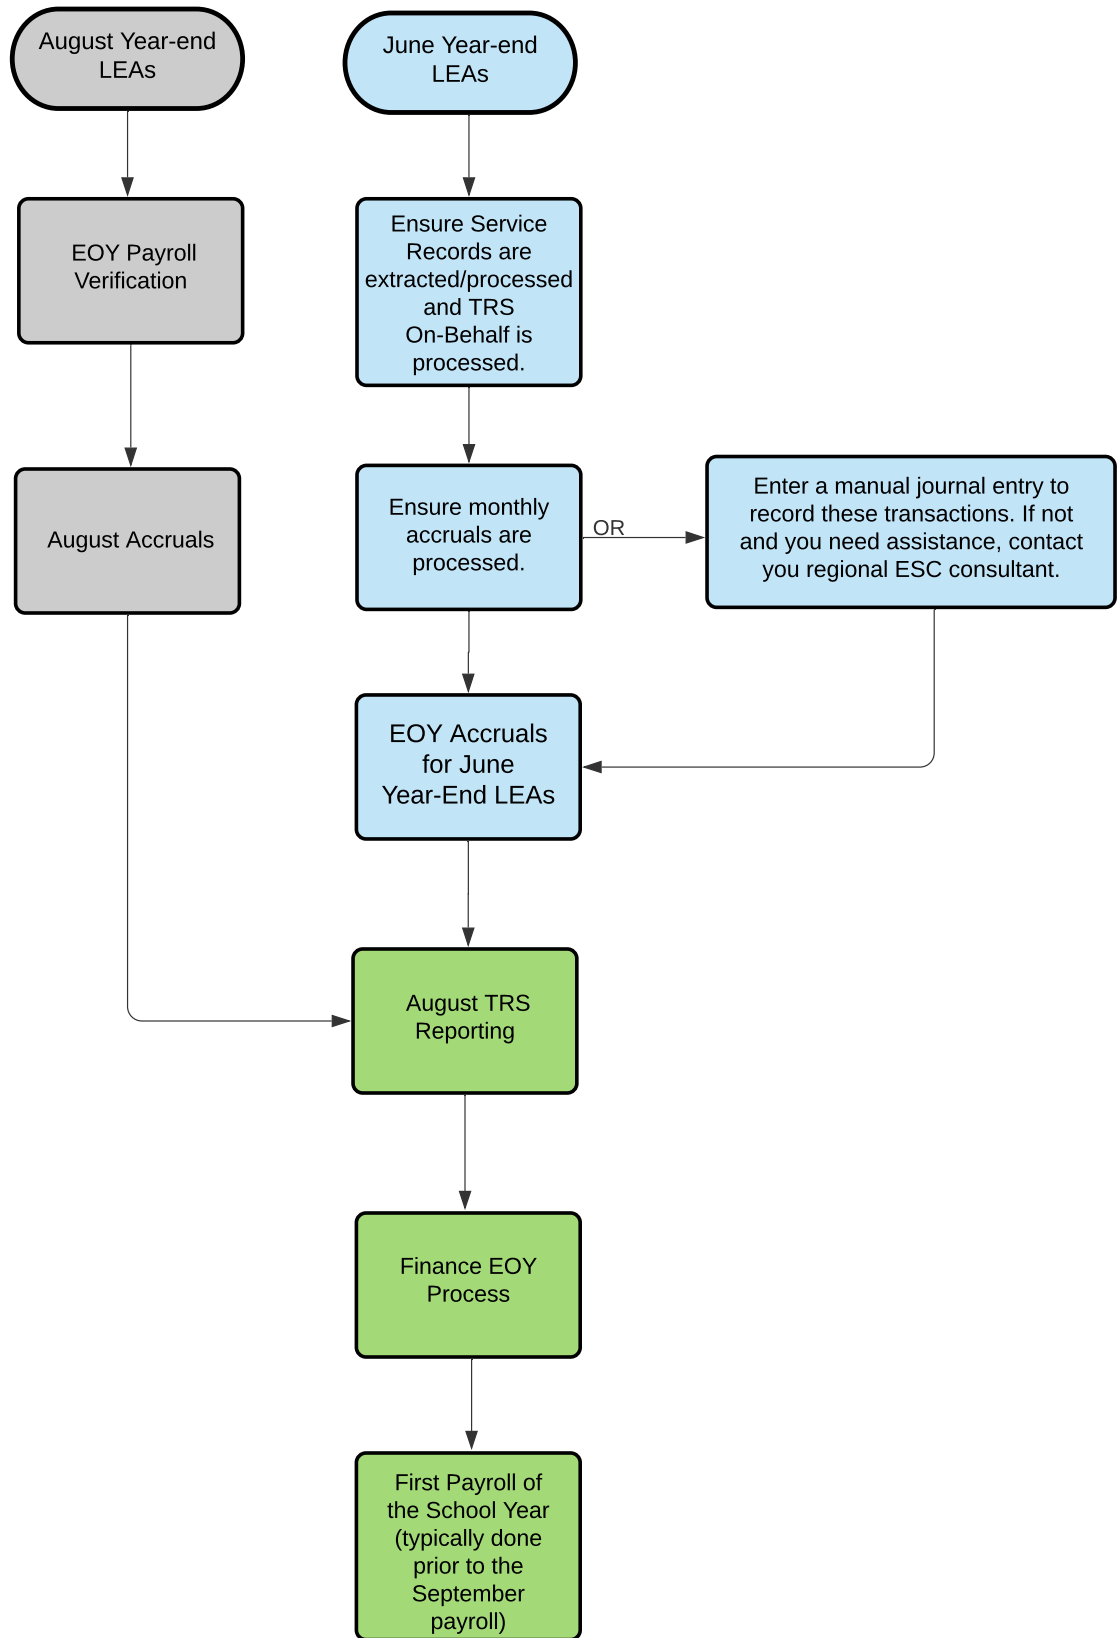 August Year-end
LEAs
June Year-end
LEAs
EOY Payroll
Verification
Ensure Service
Records are
extracted/processed
and TRS
On-Behalf is
processed.
August Accruals
Ensure monthly
accruals are
processed.
OR
Enter a manual journal entry to
record these transactions. If not
and you need assistance, contact
you regional ESC consultant.
EOY Accruals
for June
Year-End LEAs
August TRS
Reporting
Finance EOY
Process
First Payroll of
the School Year
(typically done
prior to the
September
payroll)